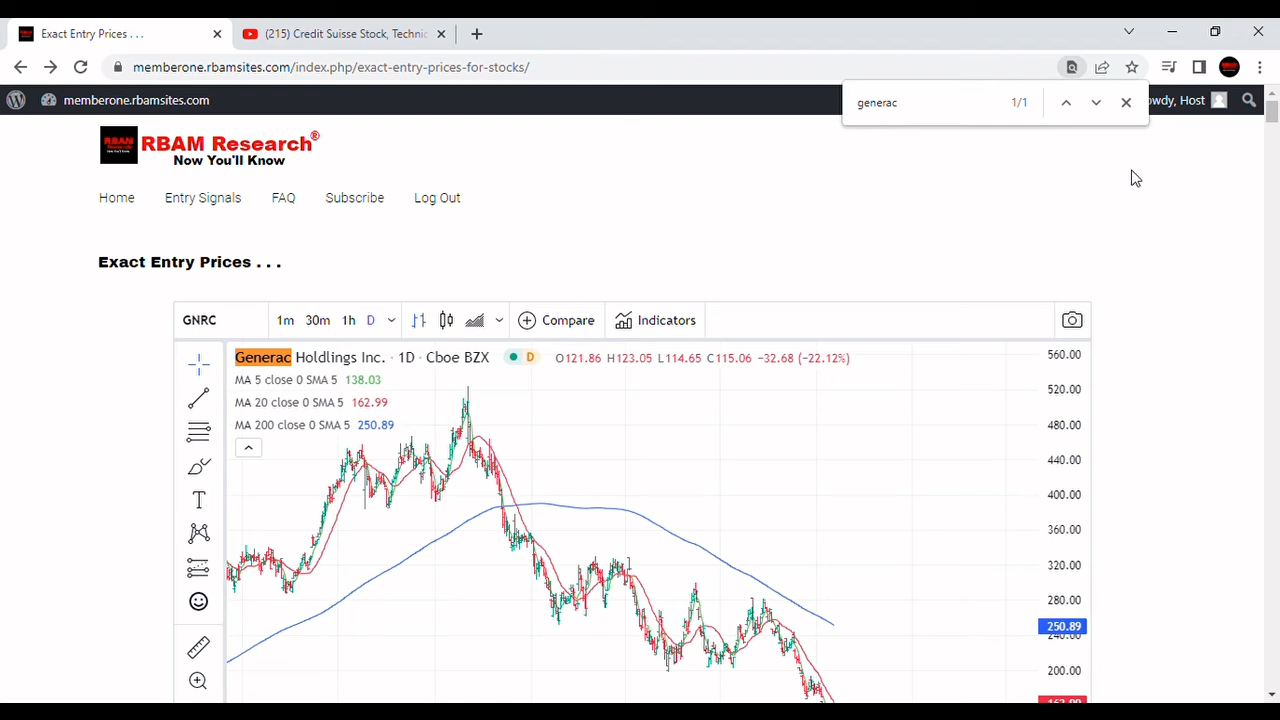 Exact Entry Prices . . .
(215) Credit Suisse Stock, Technic
memberone.rbamsites.com/index.php/exact-entry-prices-for-stocks/
generac 1/1
memberone.rbamsites.com
owdy, Host
RBAM Research®
Now You'll Know
Home Entry Signals FAQ Subscribe Log Out
Exact Entry Prices . . .
GNRC 1m 30m 1h D Compare Indicators
Generac Holdlings Inc. · 1D · Cboe BZX D O121.86 H123.05 L114.65 C115.06 −32.68 (−22.12%)
MA 5 close 0 SMA 5 138.03
MA 20 close 0 SMA 5 162.99
MA 200 close 0 SMA 5 250.89
560.00
520.00
480.00
440.00
400.00
360.00
320.00
280.00
250.89
240.00
200.00
162.99